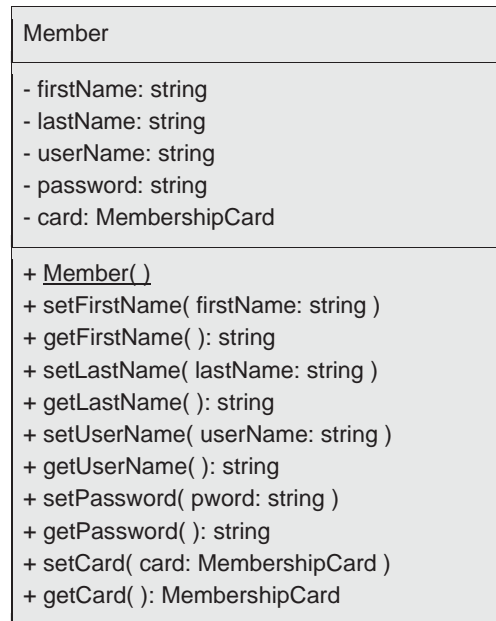 Member
- firstName: string
- lastName: string
- userName: string
- password: string
- card: MembershipCard
+ Member( )
+ setFirstName( firstName: string )
+ getFirstName( ): string
+ setLastName( lastName: string )
+ getLastName( ): string
+ setUserName( userName: string )
+ getUserName( ): string
+ setPassword( pword: string )
+ getPassword( ): string
+ setCard( card: MembershipCard )
+ getCard( ): MembershipCard